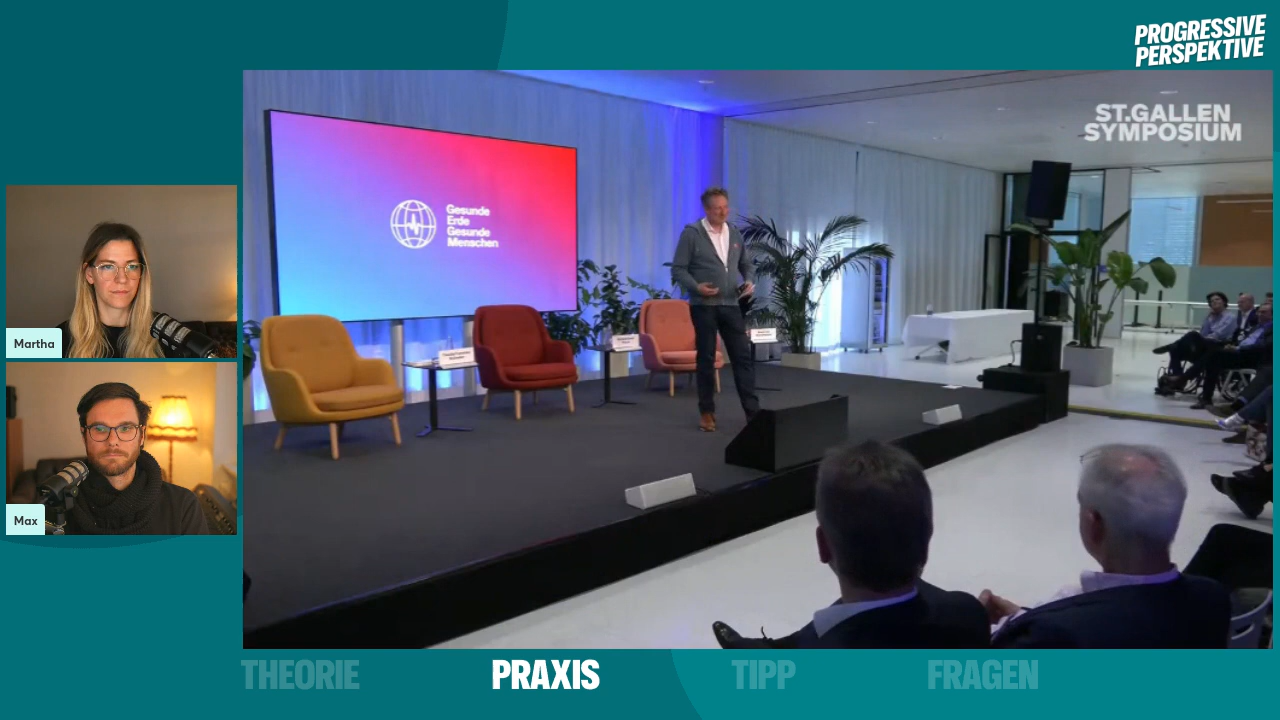 PROGRESSIVE
PERSPEKTIVE
ST.GALLEN
SYMPOSIUM
Gesunde
Erde
Gesunde
Menschen
Martha
Max
THEORIE
PRAXIS
TIPP
FRAGEN